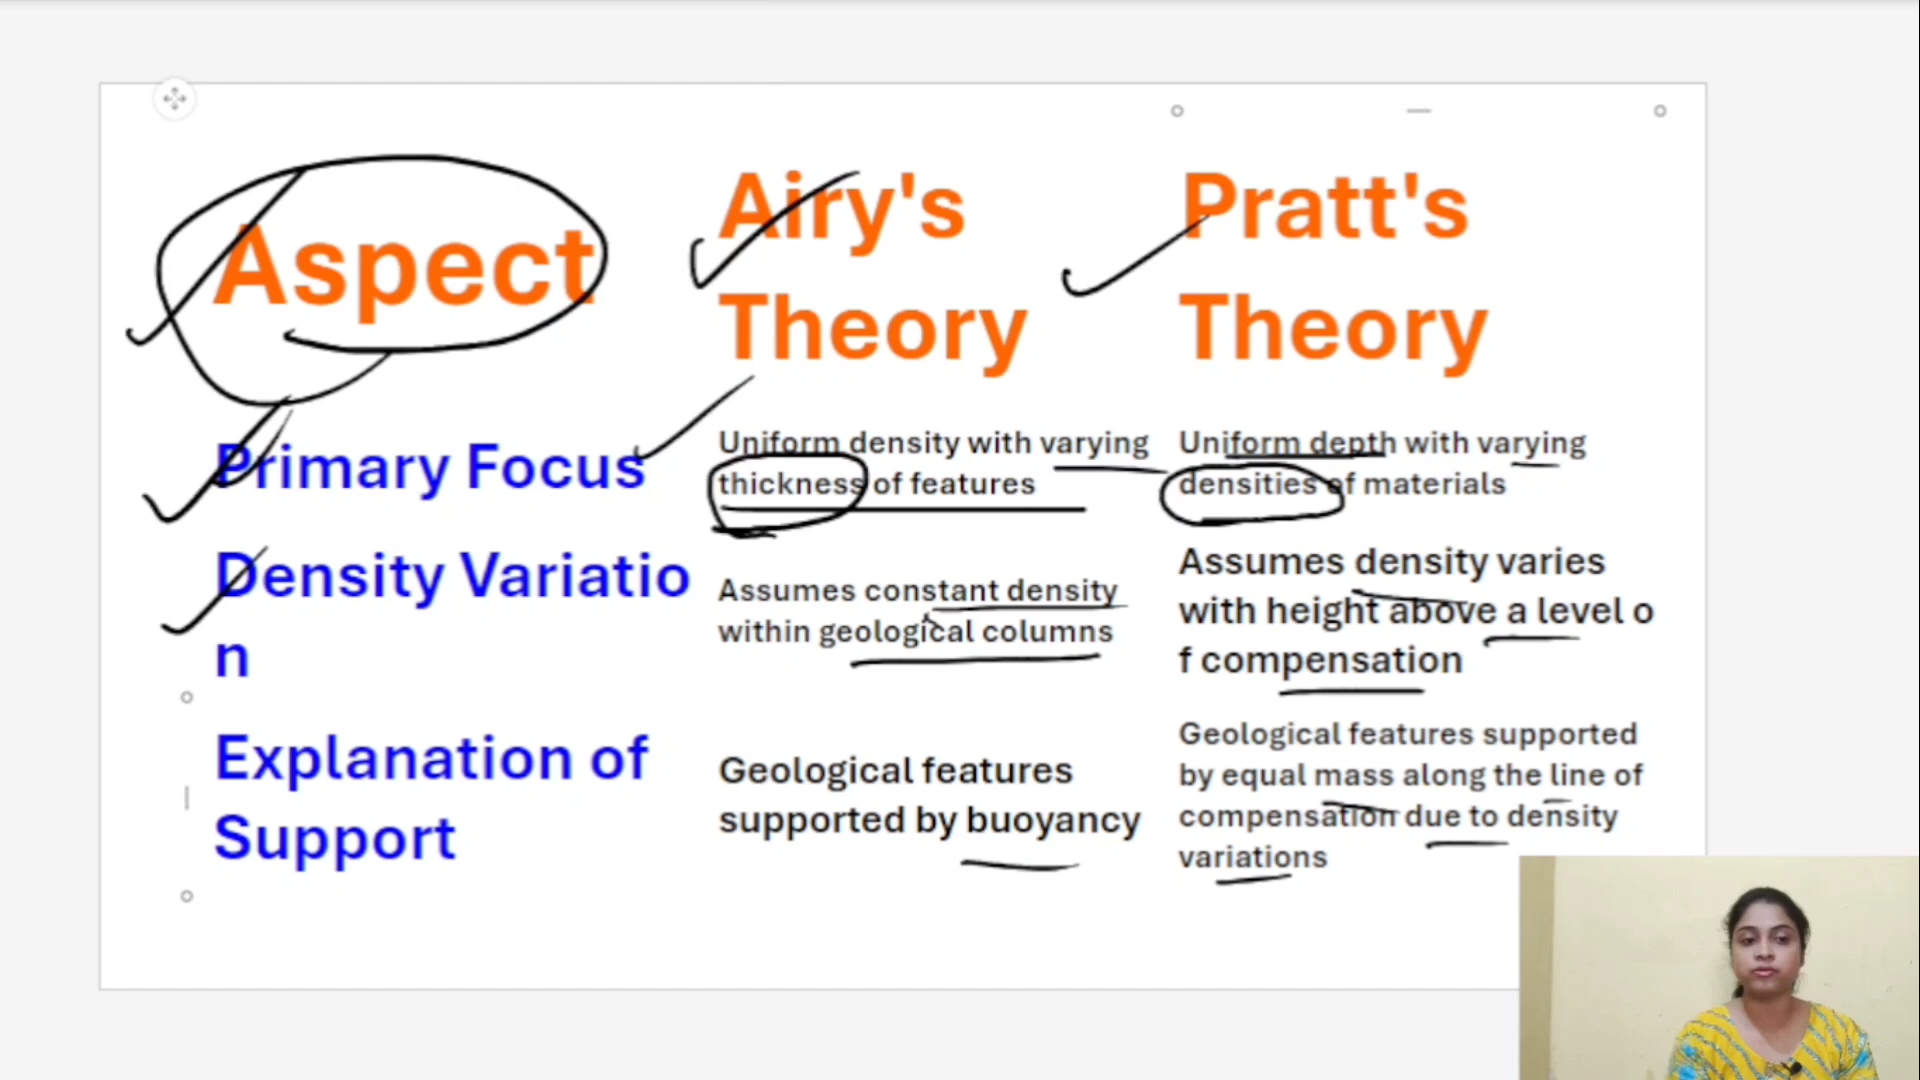 Aspect
Airy's
Theory
Pratt's
Theory
Primary Focus
Uniform density with varying
thickness of features
Uniform depth with varying
densities of materials
Density Variatio
n
Assumes constant density
within geological columns
Assumes density varies
with height above a level o
f compensation
Explanation of
Support
Geological features
supported by buoyancy
Geological features supported
by equal mass along the line of
compensation due to density
variations